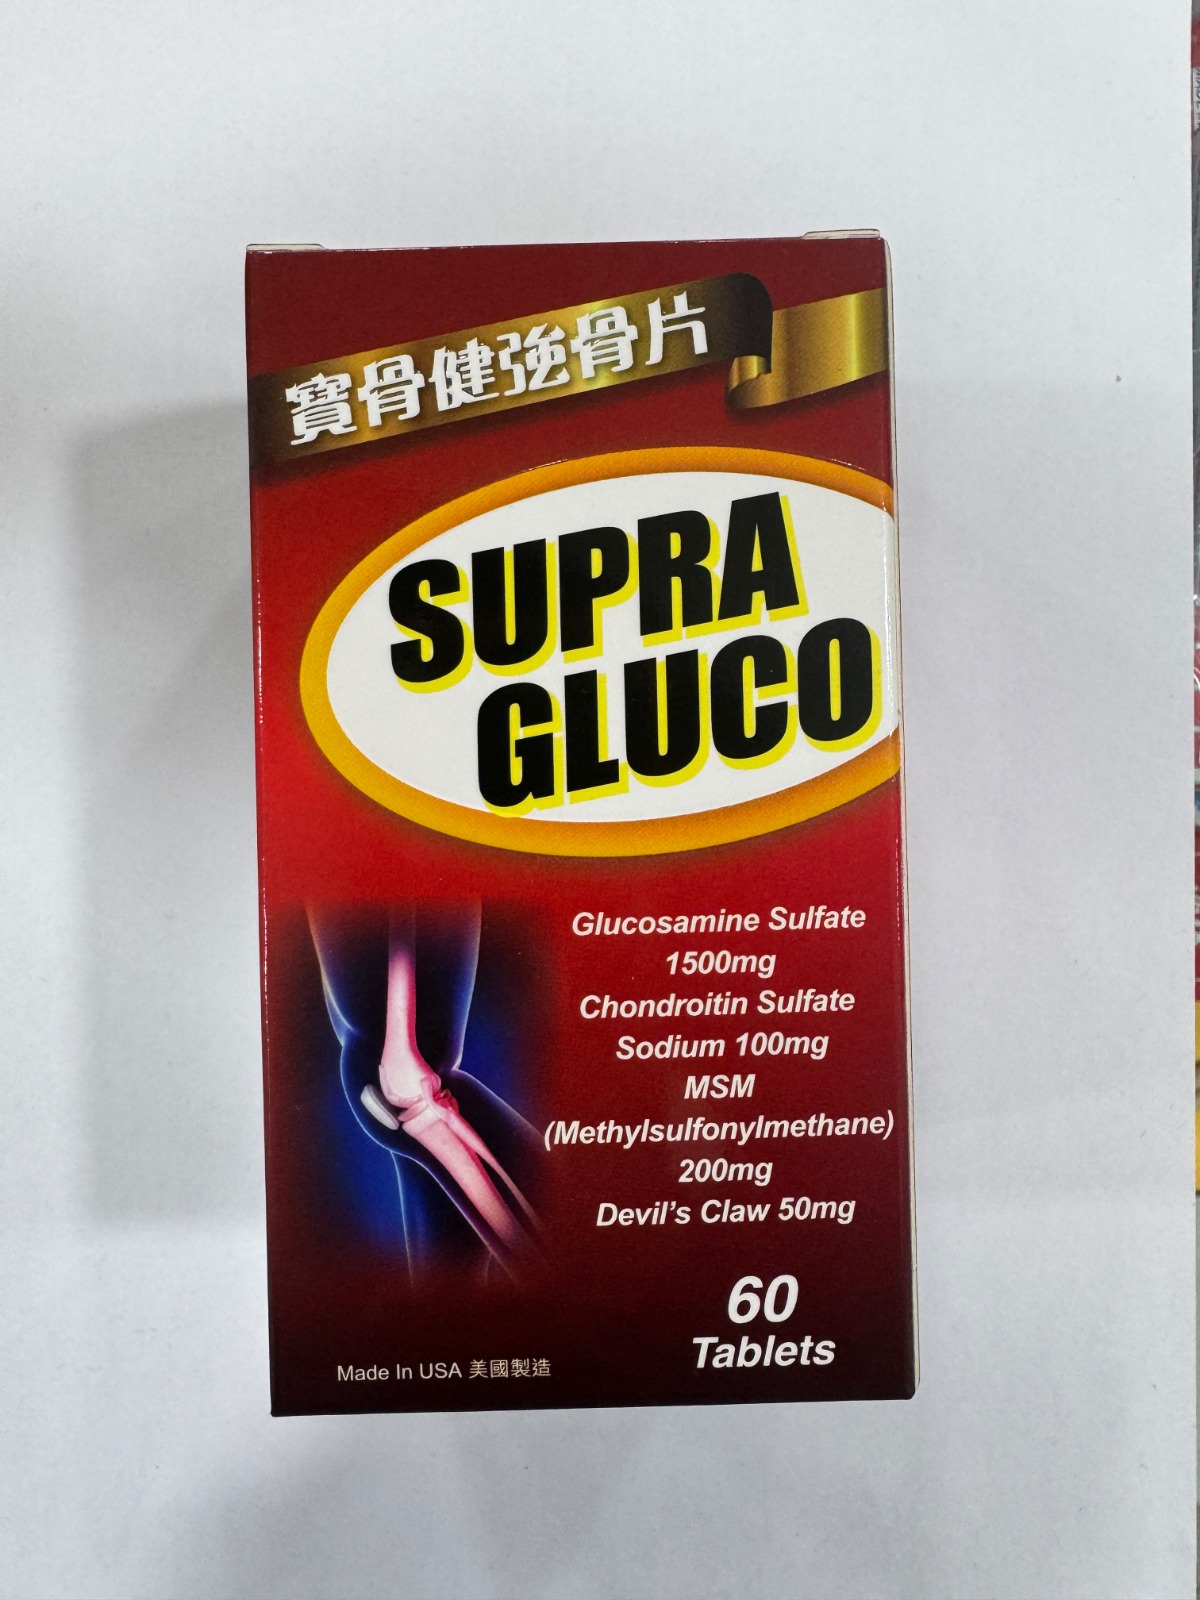 寶骨健強骨片
SUPRA
GLUCO
Glucosamine Sulfate
1500mg
Chondroitin Sulfate
Sodium 100mg
MSM
(Methylsulfonylmethane)
200mg
Devil's Claw 50mg
60
Tablets
Made In USA 美國製造